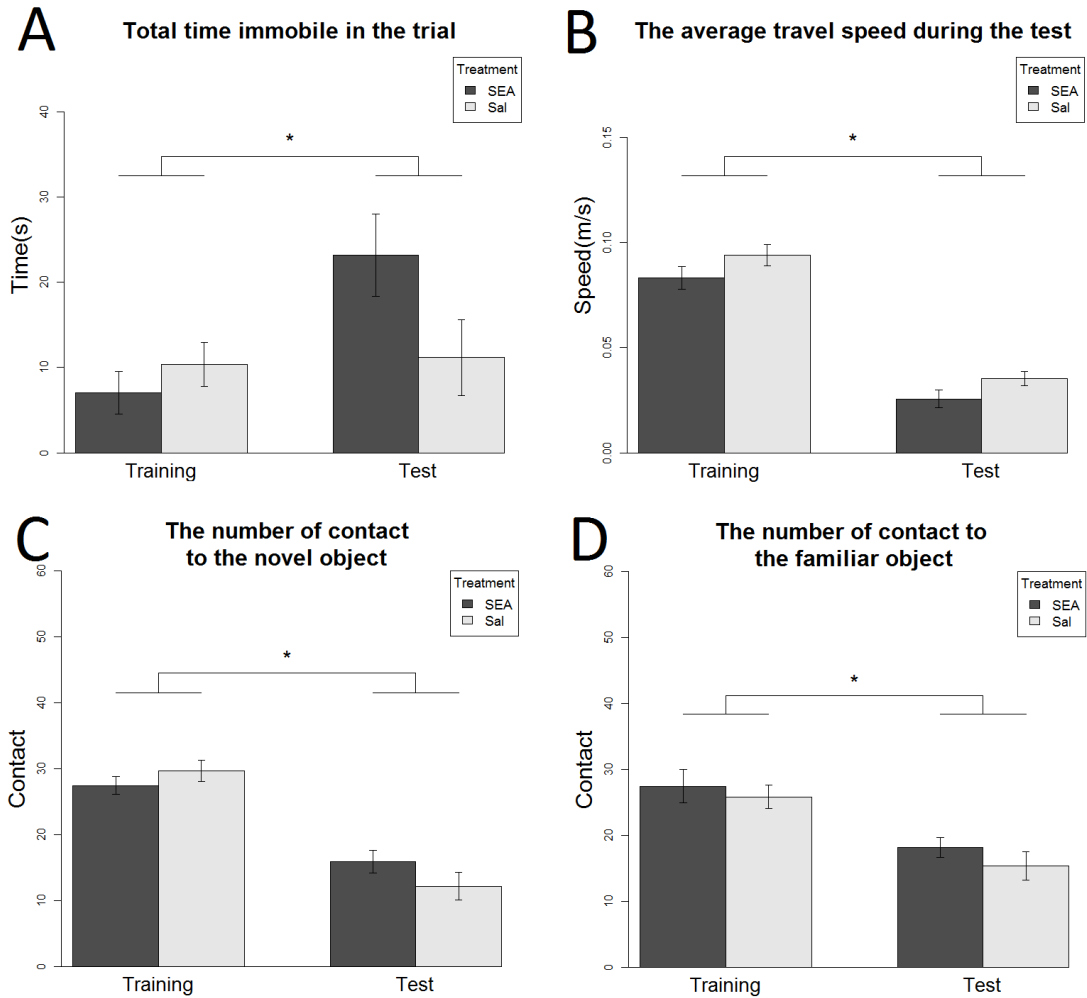 A
Total time immobile in the trial
Treatment
SEA
Sal
Time(s)
40
30
20
10
0
*
Training
Test
B
The average travel speed during the test
Treatment
SEA
Sal
Speed(m/s)
0.15
0.10
0.05
0.00
*
Training
Test
C
The number of contact
to the novel object
Treatment
SEA
Sal
Contact
60
50
40
30
20
10
0
*
Training
Test
D
The number of contact to
the familiar object
Treatment
SEA
Sal
Contact
60
50
40
30
20
10
0
*
Training
Test